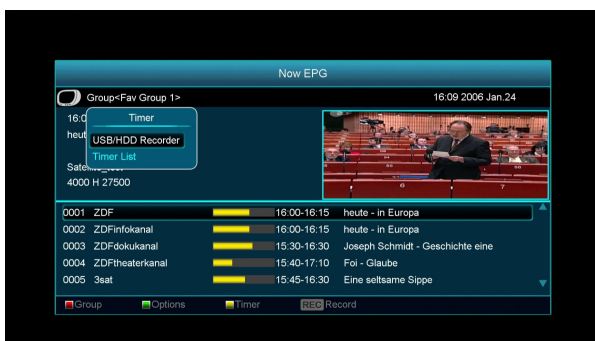 Now EPG
Group<Fav Group 1>
16:09 2006 Jan.24
Timer
USB/HDD Recorder
Timer List
16:0
heut
4000 H 27500
6
7
0001 ZDF 16:00-16:15 heute - in Europa
0002 ZDFinfokanal 16:00-16:15 heute - in Europa
0003 ZDFdokukanal 15:30-16:30 Joseph Schmidt - Geschichte eine
0004 ZDFtheaterkanal 15:40-17:10 Foi - Glaube
0005 3sat 15:45-16:30 Eine seltsame Sippe
Group Options Timer REC Record